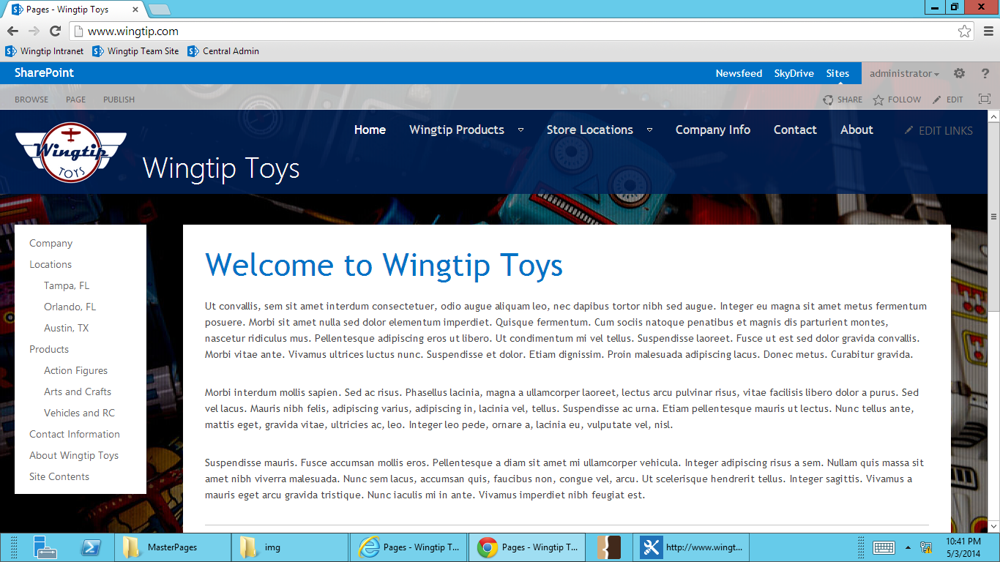 Pages - Wingtip Toys
www.wingtip.com
Wingtip Intranet Wingtip Team Site Central Admin
SharePoint Newsfeed SkyDrive Sites administrator ?
BROWSE PAGE PUBLISH SHARE FOLLOW EDIT
Home Wingtip Products Store Locations Company Info Contact About EDIT LINKS
Wingtip
TOYS
Wingtip Toys
Company
Locations
Tampa, FL
Orlando, FL
Austin, TX
Products
Action Figures
Arts and Crafts
Vehicles and RC
Contact Information
About Wingtip Toys
Site Contents
Welcome to Wingtip Toys
Ut convallis, sem sit amet interdum consectetuer, odio augue aliquam leo, nec dapibus tortor nibh sed augue. Integer eu magna sit amet metus fermentum
posuere. Morbi sit amet nulla sed dolor elementum imperdiet. Quisque fermentum. Cum sociis natoque penatibus et magnis dis parturient montes,
nascetur ridiculus mus. Pellentesque adipiscing eros ut libero. Ut condimentum mi vel tellus. Suspendisse laoreet. Fusce ut est sed dolor gravida convallis.
Morbi vitae ante. Vivamus ultrices luctus nunc. Suspendisse et dolor. Etiam dignissim. Proin malesuada adipiscing lacus. Donec metus. Curabitur gravida.
Morbi interdum mollis sapien. Sed ac risus. Phasellus lacinia, magna a ullamcorper laoreet, lectus arcu pulvinar risus, vitae facilisis libero dolor a purus. Sed
vel lacus. Mauris nibh felis, adipiscing varius, adipiscing in, lacinia vel, tellus. Suspendisse ac urna. Etiam pellentesque mauris ut lectus. Nunc tellus ante,
mattis eget, gravida vitae, ultricies ac, leo. Integer leo pede, ornare a, lacinia eu, vulputate vel, nisl.
Suspendisse mauris. Fusce accumsan mollis eros. Pellentesque a diam sit amet mi ullamcorper vehicula. Integer adipiscing risus a sem. Nullam quis massa sit
amet nibh viverra malesuada. Nunc sem lacus, accumsan quis, faucibus non, congue vel, arcu. Ut scelerisque hendrerit tellus. Integer sagittis. Vivamus a
mauris eget arcu gravida tristique. Nunc iaculis mi in ante. Vivamus imperdiet nibh feugiat est.
MasterPages img Pages - Wingtip T... Pages - Wingtip T... http://www.wingt... 10:41 PM
5/3/2014